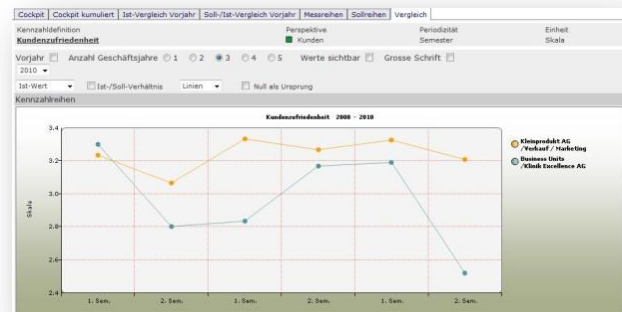 Cockpit Cockpit kumuliert Ist-Vergleich Vorjahr Soll-/Ist-Vergleich Vorjahr Messreihen Sollreihen Vergleich
Kennzahldefinition Perspektive Periodizität Einheit
Kundenzufriedenheit Kunden Semester Skala
Vorjahr Anzahl Geschäftsjahre 1 2 3 4 5 Werte sichtbar Grosse Schrift
2010
Ist-Wert Ist-/Soll-Verhältnis Linien Null als Ursprung
Kennzahlreihen
Kundenzufriedenheit 2008 - 2010
3.4
3.2
3.0
2.8
2.6
2.4
Skala
1. Sem. 2. Sem. 1. Sem. 2. Sem. 1. Sem. 2. Sem.
Kleinprodukt AG
/Verkauf / Marketing
Business Units
/Klinik Excellence AG